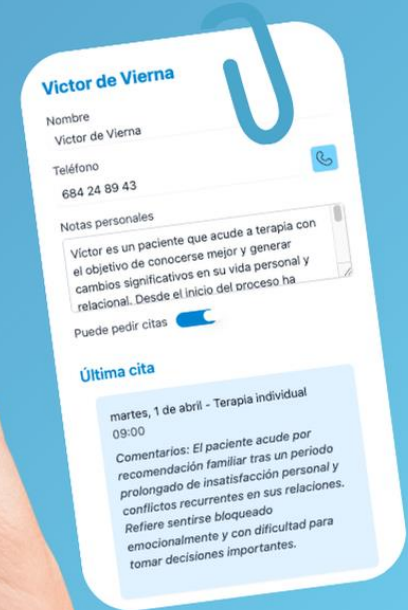 Victor de Vierna
Nombre
Victor de Vierna
Teléfono
684 24 89 43
Notas personales
Víctor es un paciente que acude a terapia con
el objetivo de conocerse mejor y generar
cambios significativos en su vida personal y
relacional. Desde el inicio del proceso ha
Puede pedir citas
Última cita
martes, 1 de abril - Terapia individual
09:00
Comentarios: El paciente acude por
recomendación familiar tras un periodo
prolongado de insatisfacción personal y
conflictos recurrentes en sus relaciones.
Refiere sentirse bloqueado
emocionalmente y con dificultad para
tomar decisiones importantes.